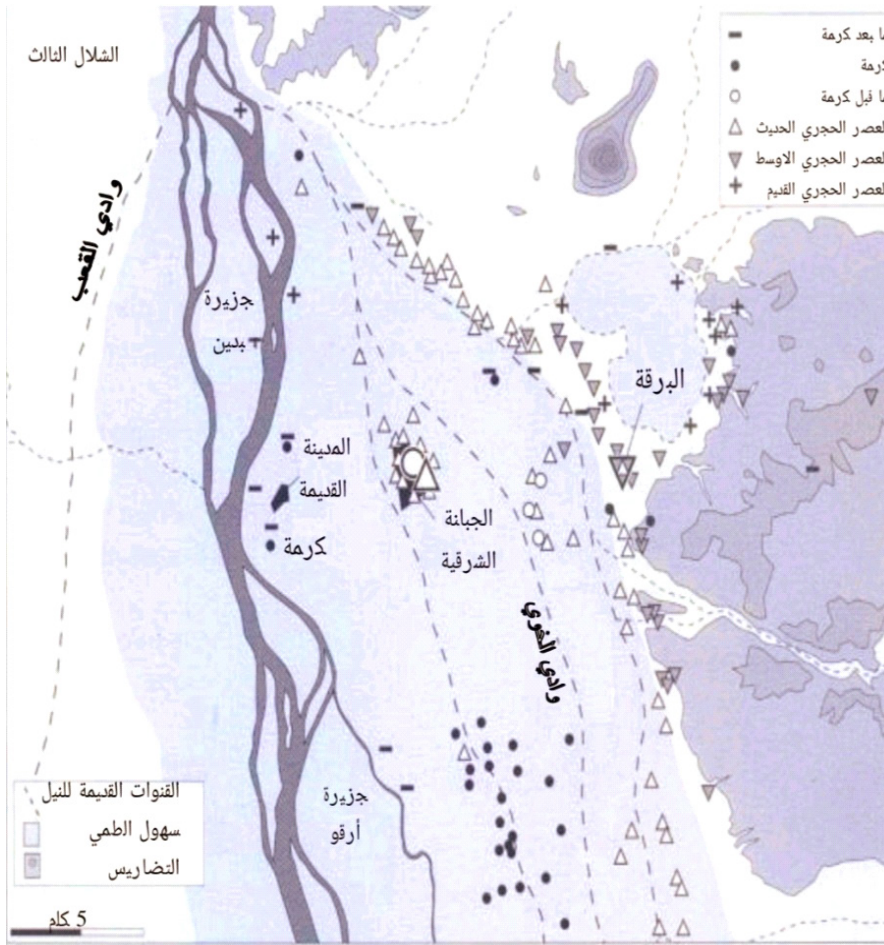 الشلال الثالث
ما بعد كرمة
كرمة
ما قبل كرمة
العصر الحجري الحديث
العصر الحجري الاوسط
العصر الحجري القديم
وادي القعب
جزيرة
بدين
البرقة
المدينة
القديمة
كرمة
الجبانة
الشرقية
وادي الخوي
جزيرة
أرقو
القنوات القديمة للنيل
سهول الطمي
التضاريس
5 كلم